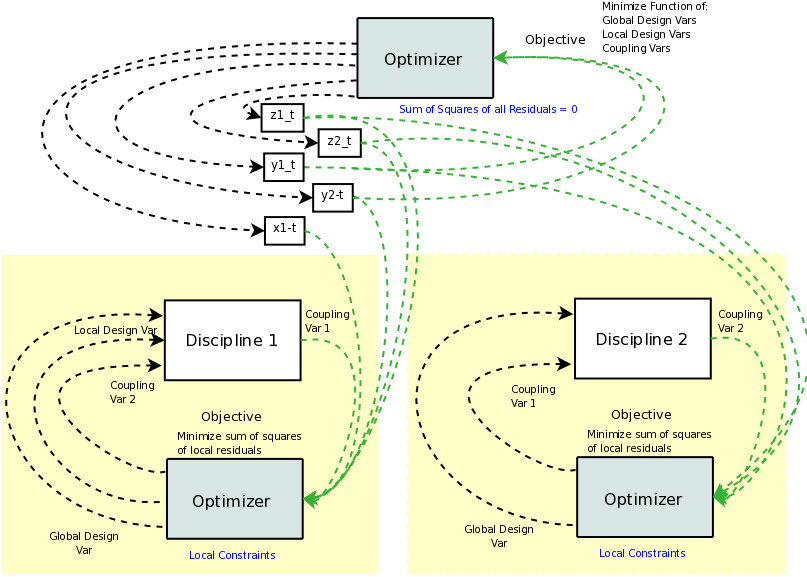 Minimize Function of:
Global Design Vars
Local Design Vars
Coupling Vars
Objective
Optimizer
Sum of Squares of all Residuals = 0
z1_t
z2_t
y1_t
y2-t
x1-t
Discipline 1
Coupling
Var 1
Local Design Var
Coupling
Var 2
Objective
Minimize sum of squares
of local residuals
Optimizer
Global Design
Var
Local Constraints
Discipline 2
Coupling
Var 2
Coupling
Var 1
Objective
Minimize sum of squares
of local residuals
Optimizer
Global Design
Var
Local Constraints